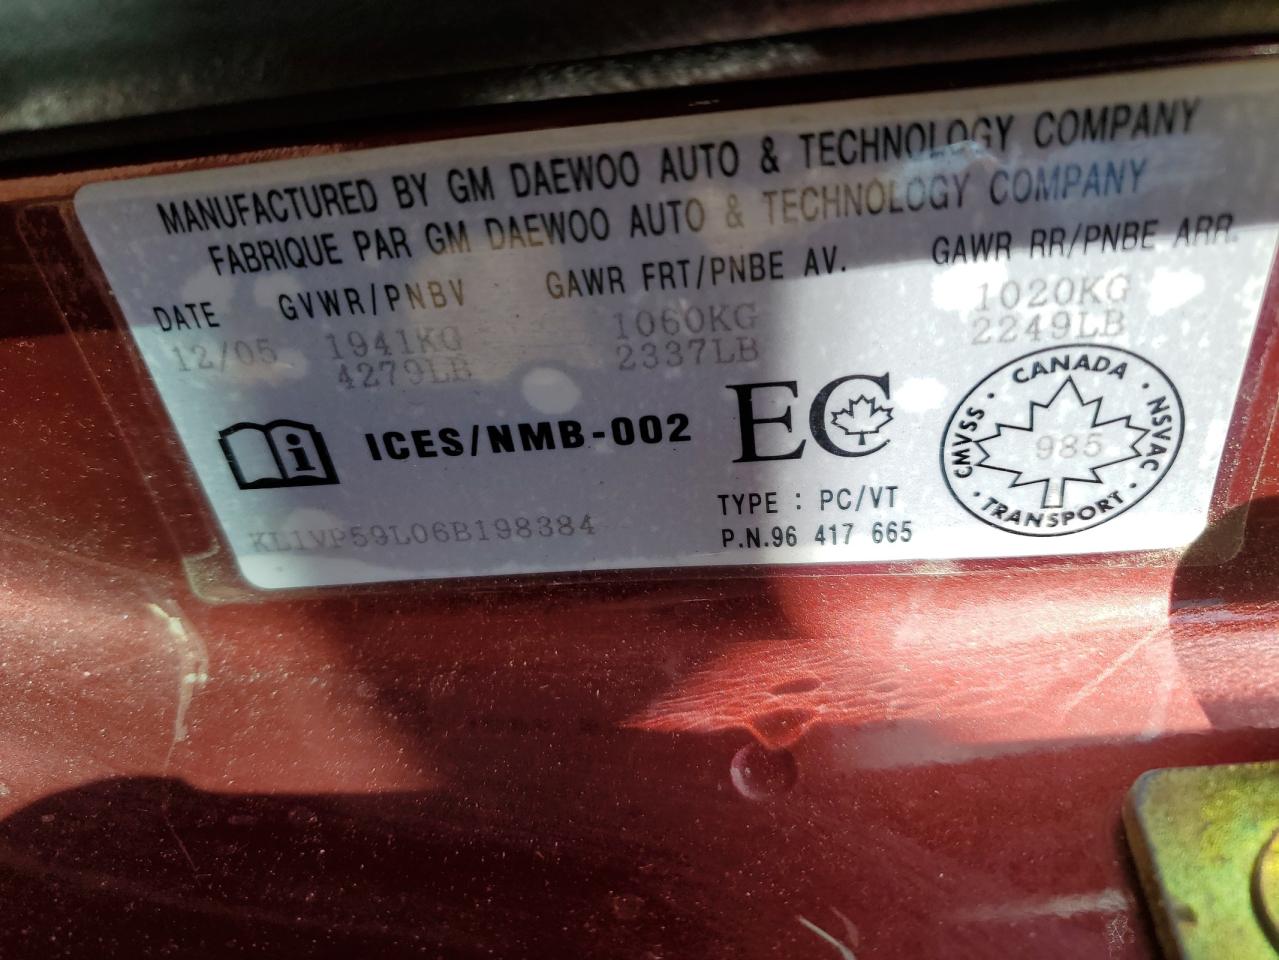 MANUFACTURED BY GM DAEWOO AUTO & TECHNOLOGY COMPANY
FABRIQUE PAR GM DAEWOO AUTO & TECHNOLOGY COMPANY
DATE GVWR/PNBV GAWR FRT/PNBE AV. GAWR RR/PNBE ARR.
12/05 1941KG 1060KG 1020KG
4279LB 2337LB 2249LB
i ICES/NMB-002 EC
CANADA
CMVSS. 985 NSVAC
TRANSPORT
TYPE : PC/VT
KL1VP59L06B198384 P.N.96 417 665